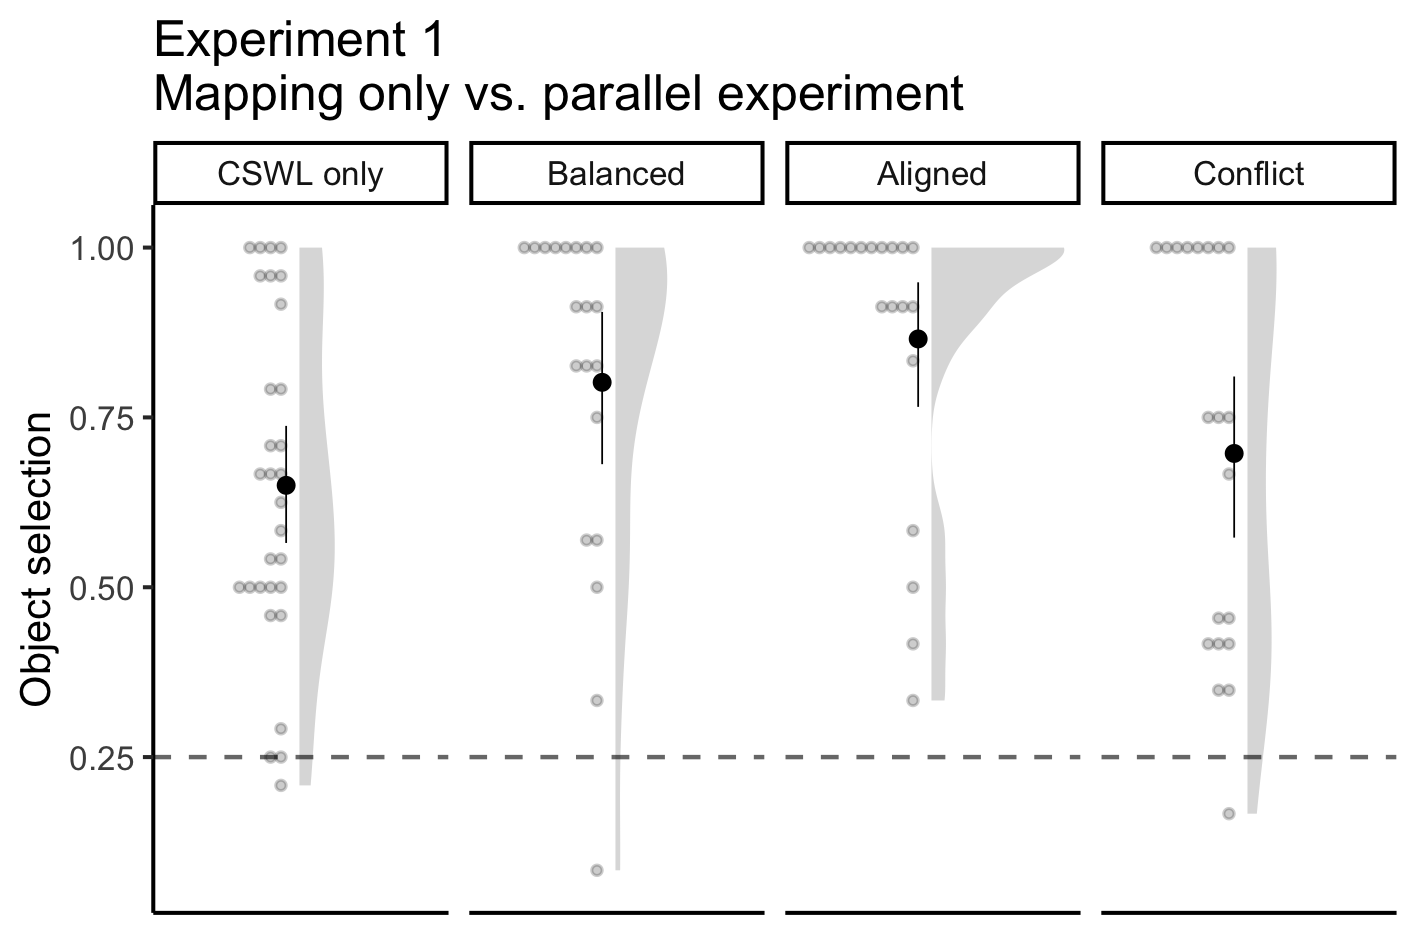 Experiment 1
Mapping only vs. parallel experiment
CSWL only
Balanced
Aligned
Conflict
Object selection
1.00
0.75
0.50
0.25